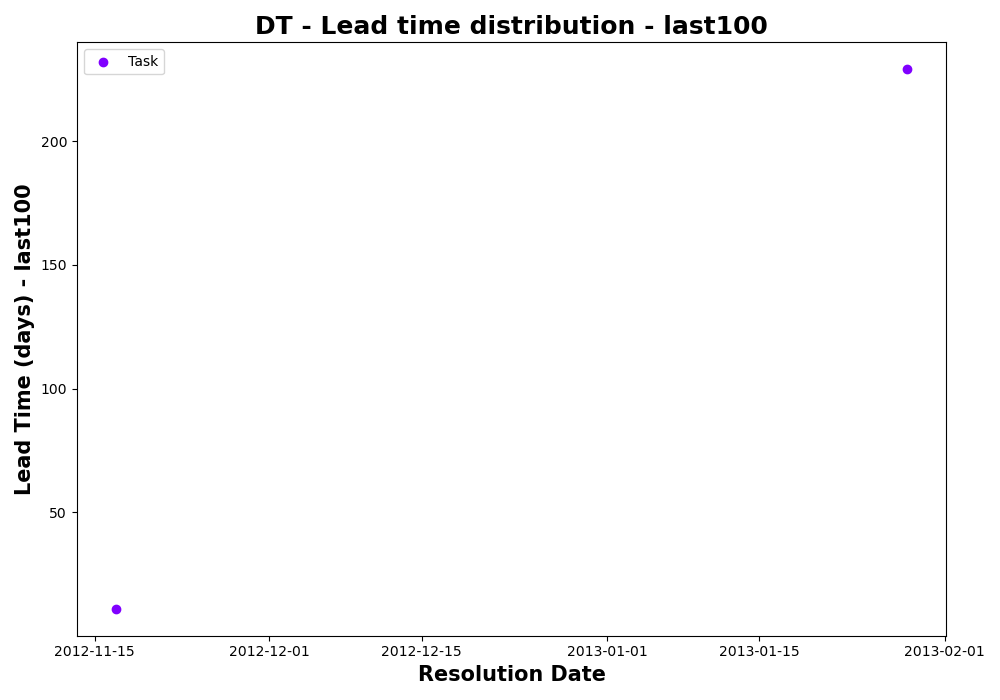 DT - Lead time distribution - last100
Task
Lead Time (days) - last100
200
150
100
50
2012-11-15 2012-12-01 2012-12-15 2013-01-01 2013-01-15 2013-02-01
Resolution Date